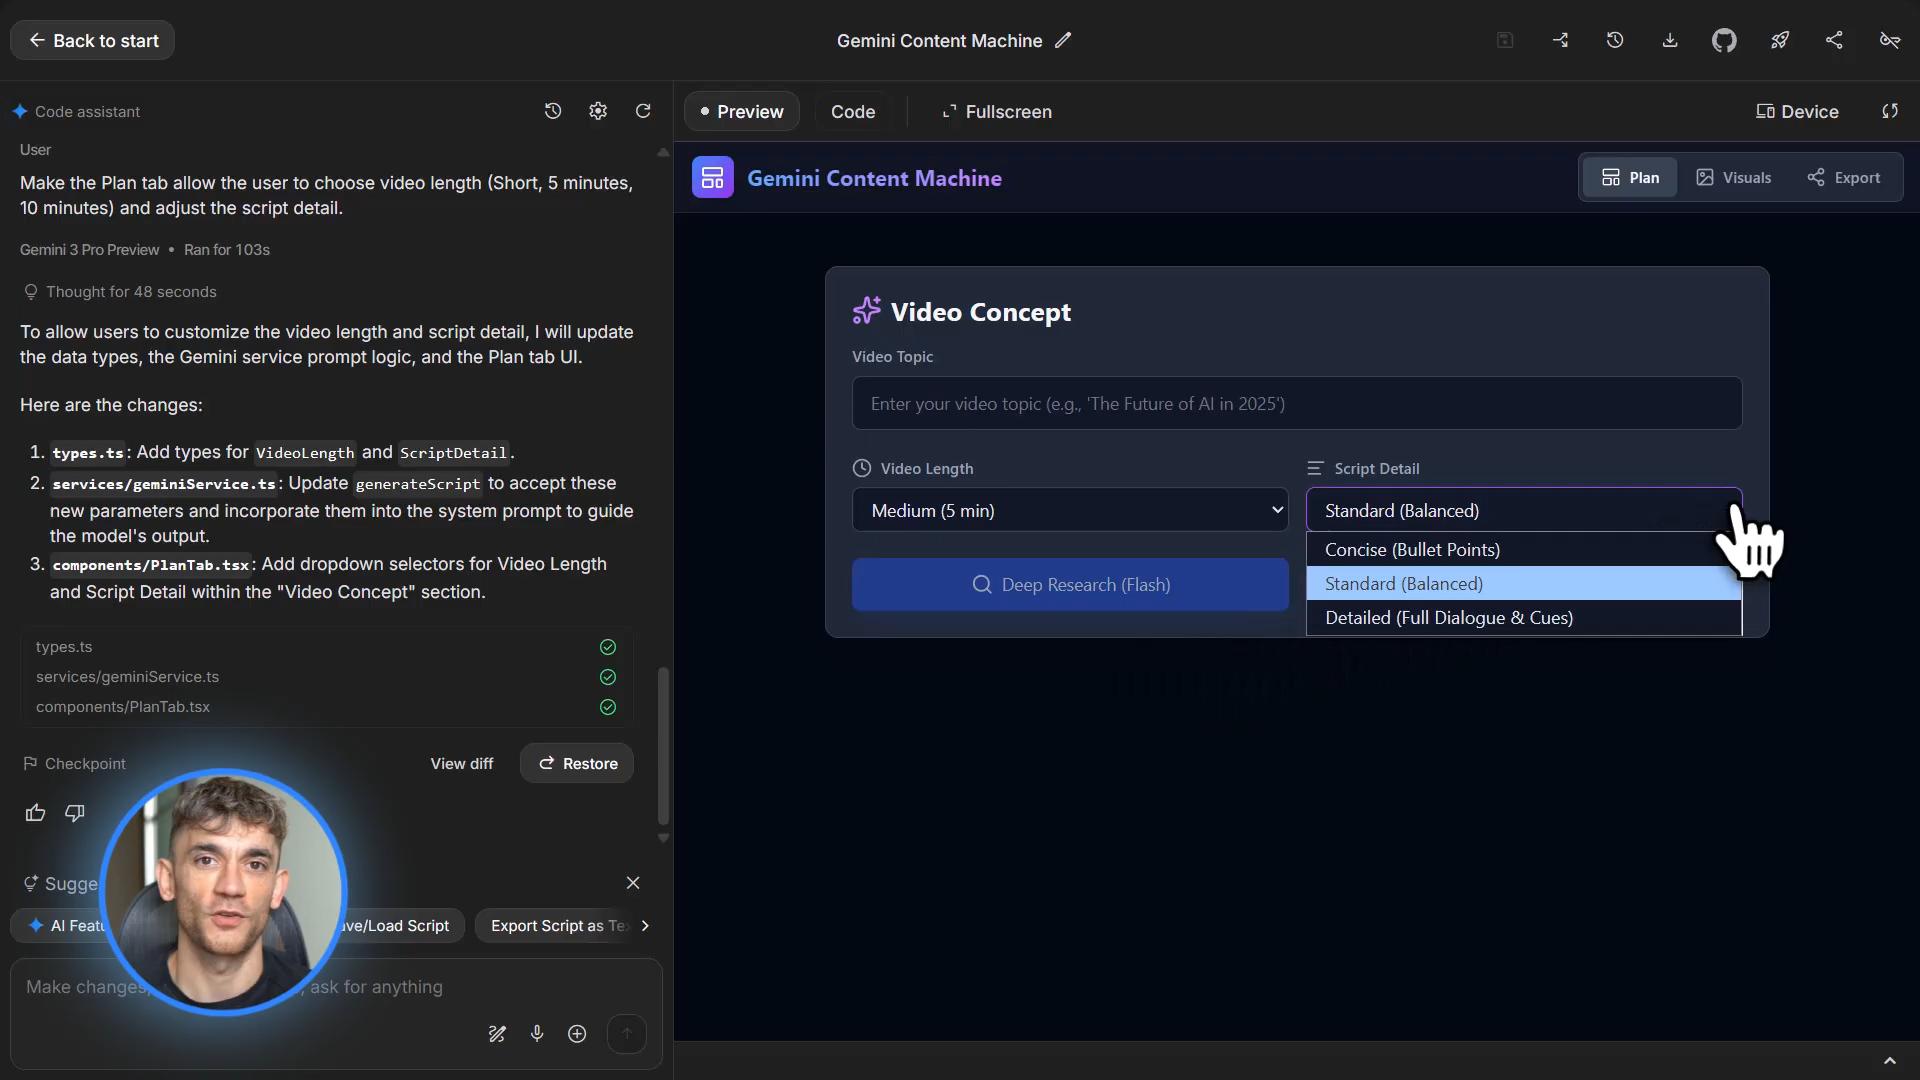 Back to start
Gemini Content Machine
Code assistant
User
Make the Plan tab allow the user to choose video length (Short, 5 minutes,
10 minutes) and adjust the script detail.
Gemini 3 Pro Preview • Ran for 103s
Thought for 48 seconds
To allow users to customize the video length and script detail, I will update
the data types, the Gemini service prompt logic, and the Plan tab UI.
Here are the changes:
1. types.ts: Add types for VideoLength and ScriptDetail.
2. services/geminiService.ts: Update generateScript to accept these
new parameters and incorporate them into the system prompt to guide
the model's output.
3. components/PlanTab.tsx: Add dropdown selectors for Video Length
and Script Detail within the "Video Concept" section.
types.ts
services/geminiService.ts
components/PlanTab.tsx
Checkpoint
View diff
Restore
Sugge
AI Featu
ave/Load Script
Export Script as Te
Make changes, , ask for anything
Preview
Code
Fullscreen
Device
Gemini Content Machine
Plan
Visuals
Export
Video Concept
Video Topic
Enter your video topic (e.g., 'The Future of AI in 2025')
Video Length
Medium (5 min)
Script Detail
Standard (Balanced)
Concise (Bullet Points)
Standard (Balanced)
Detailed (Full Dialogue & Cues)
Deep Research (Flash)